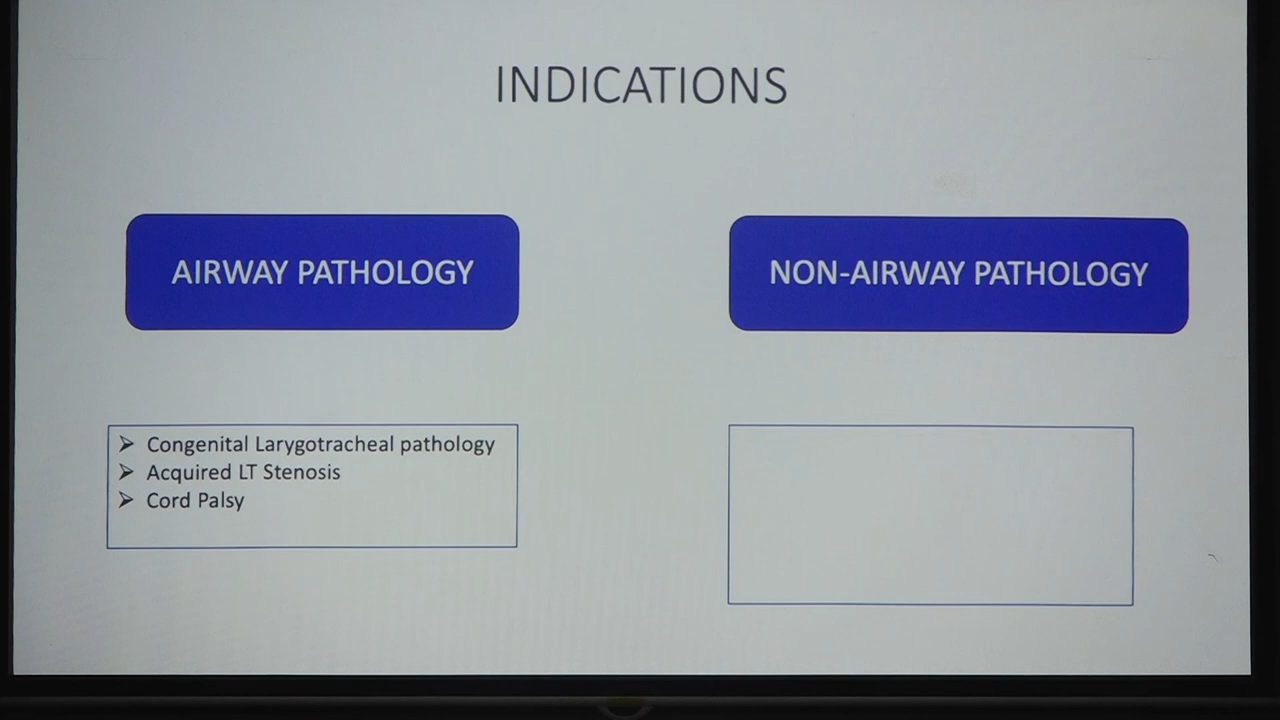 INDICATIONS
AIRWAY PATHOLOGY
NON-AIRWAY PATHOLOGY
➢ Congenital Larygotracheal pathology
➢ Acquired LT Stenosis
➢ Cord Palsy